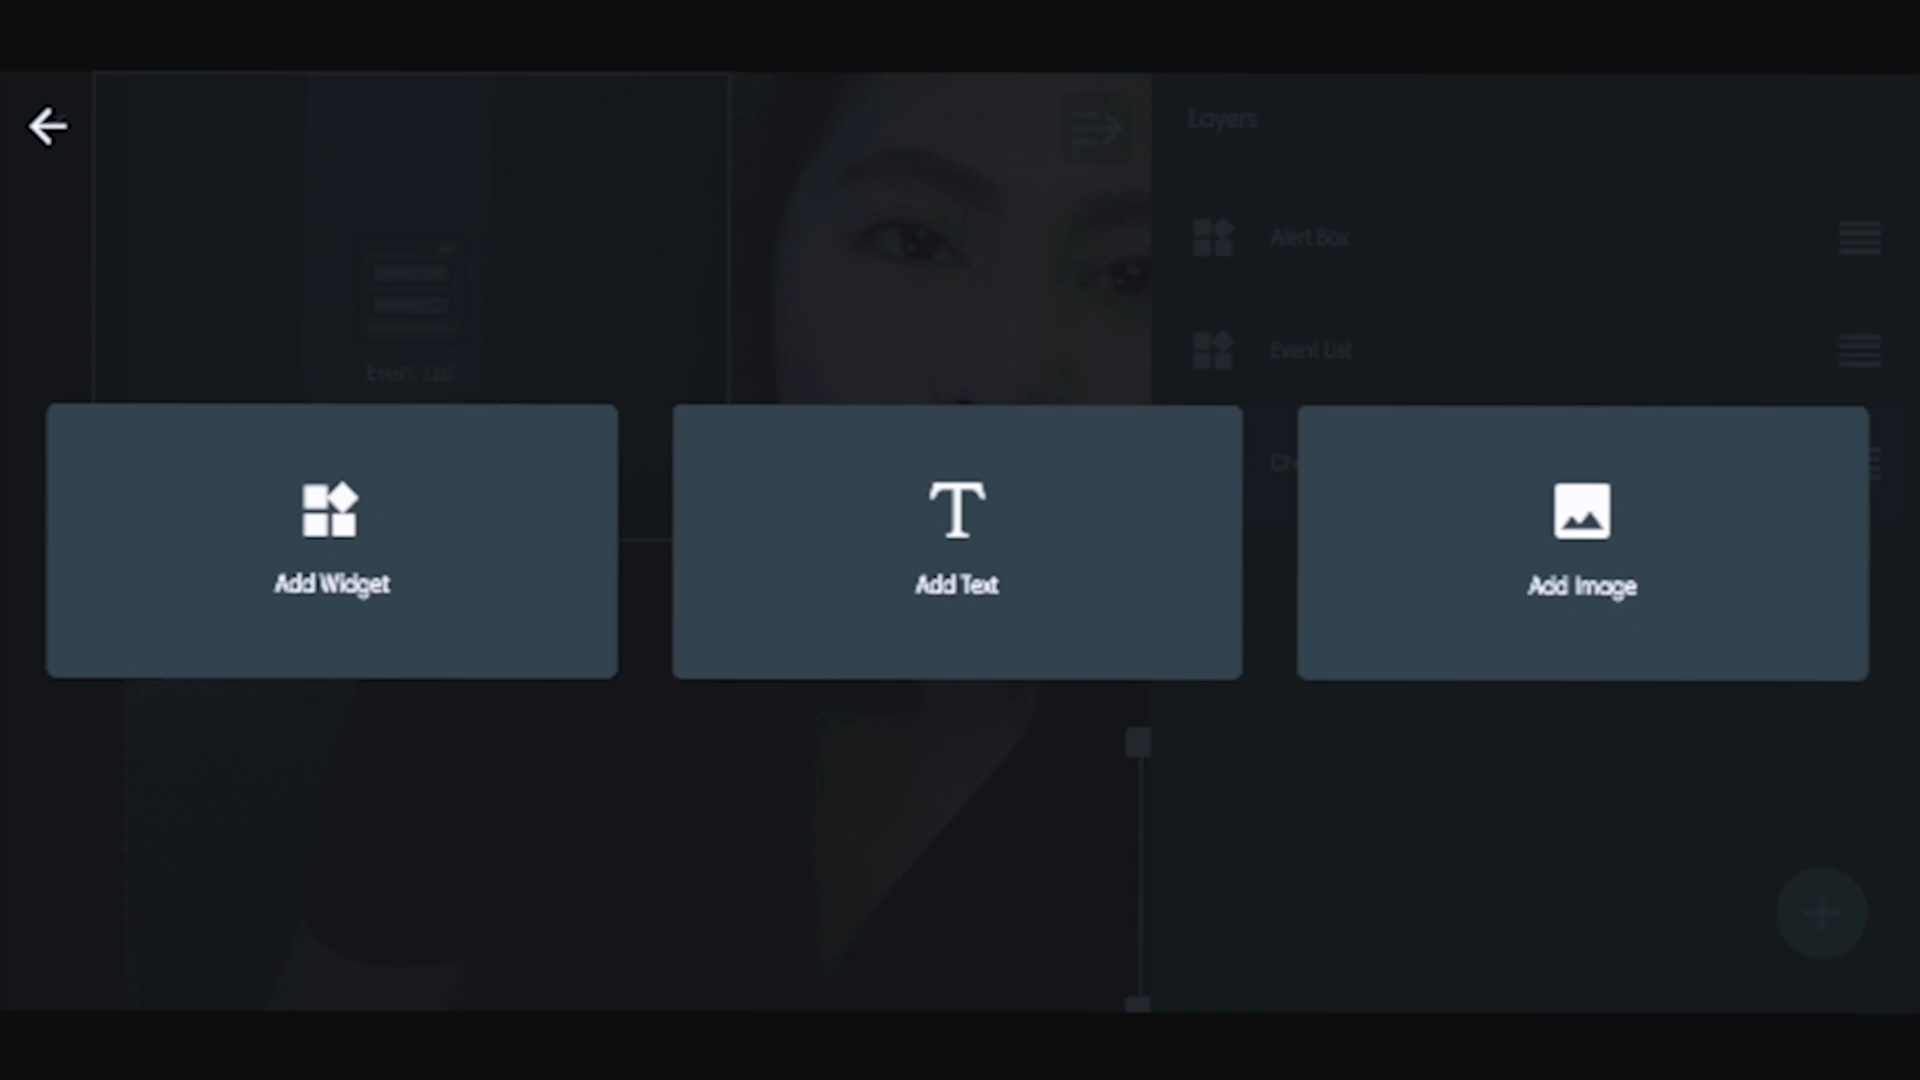 Layers
Alert Box
Event List
Event List
Add Widget
Add Text
Add Image